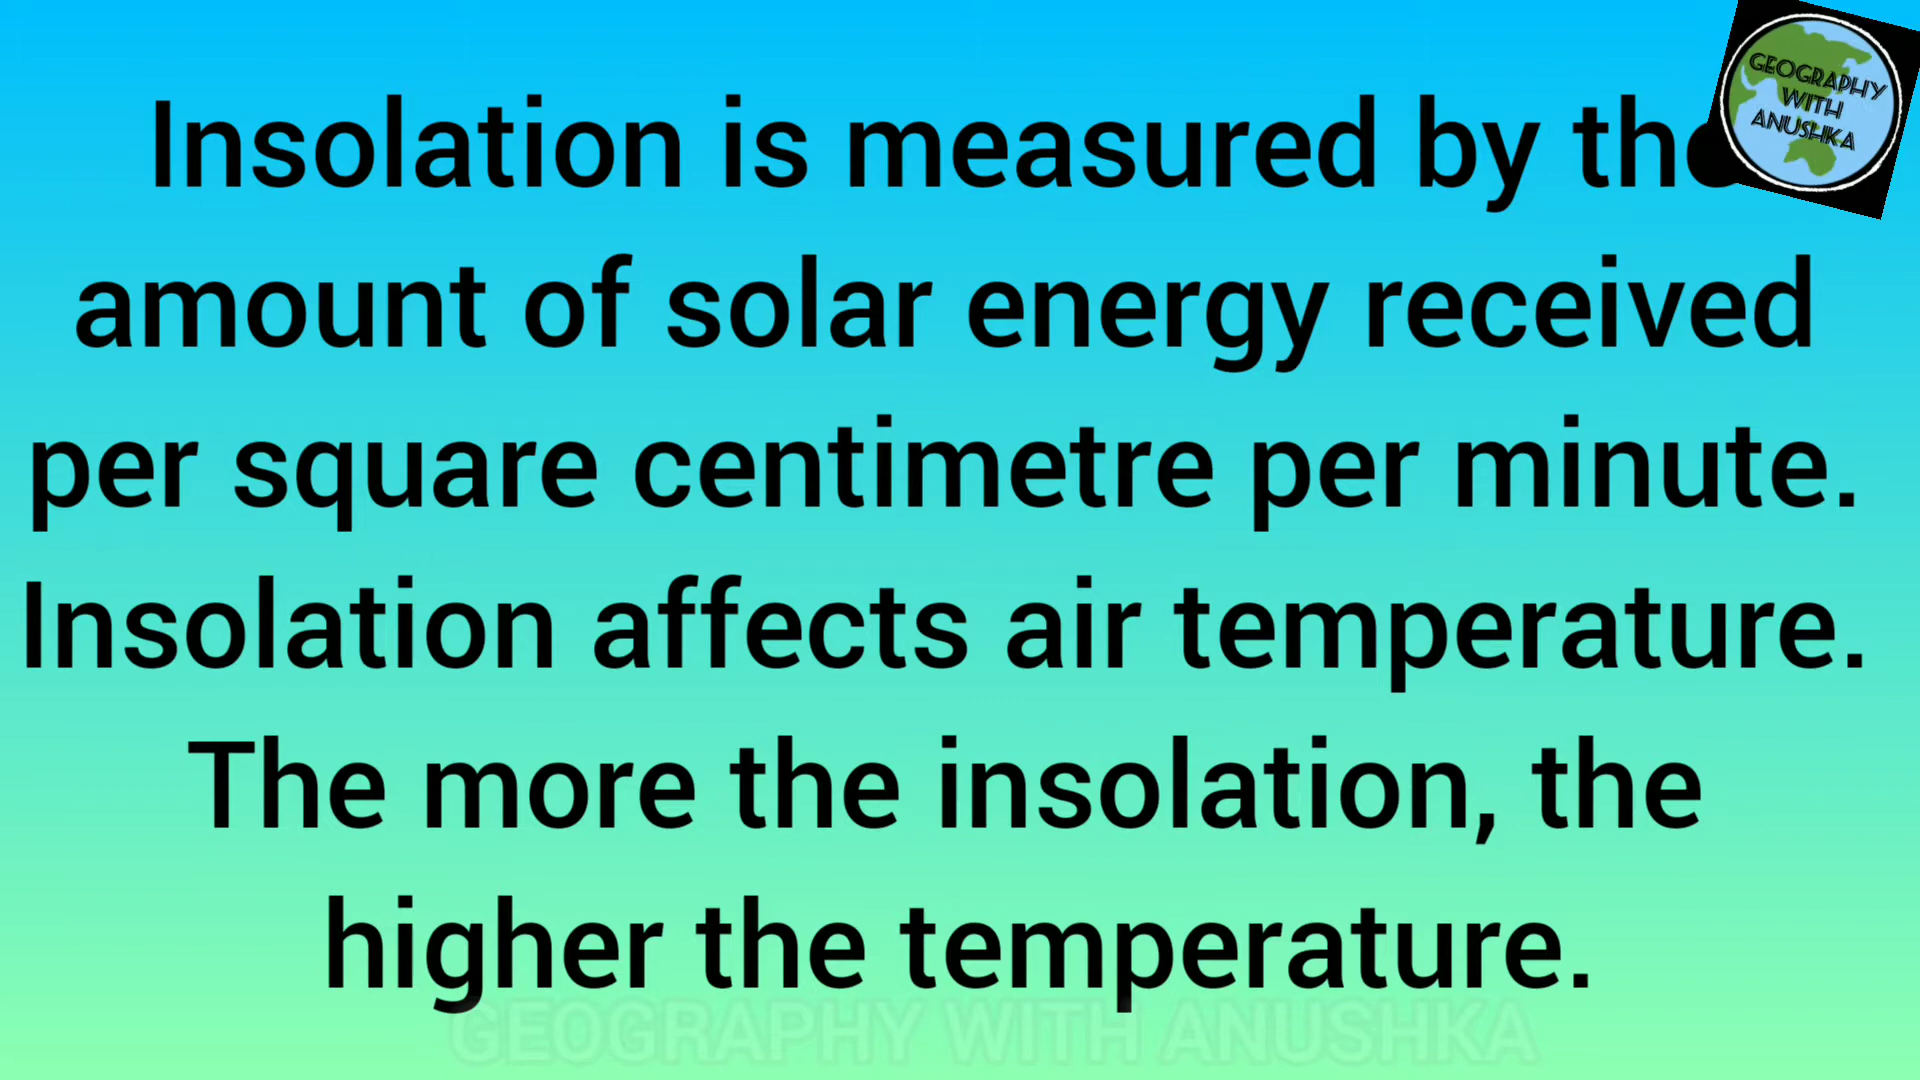 Insolation is measured by the
amount of solar energy received
per square centimetre per minute.
Insolation affects air temperature.
The more the insolation, the
higher the temperature.
GEOGRAPHY
WITH
ANUSHKA
GEOGRAPHY WITH ANUSHKA